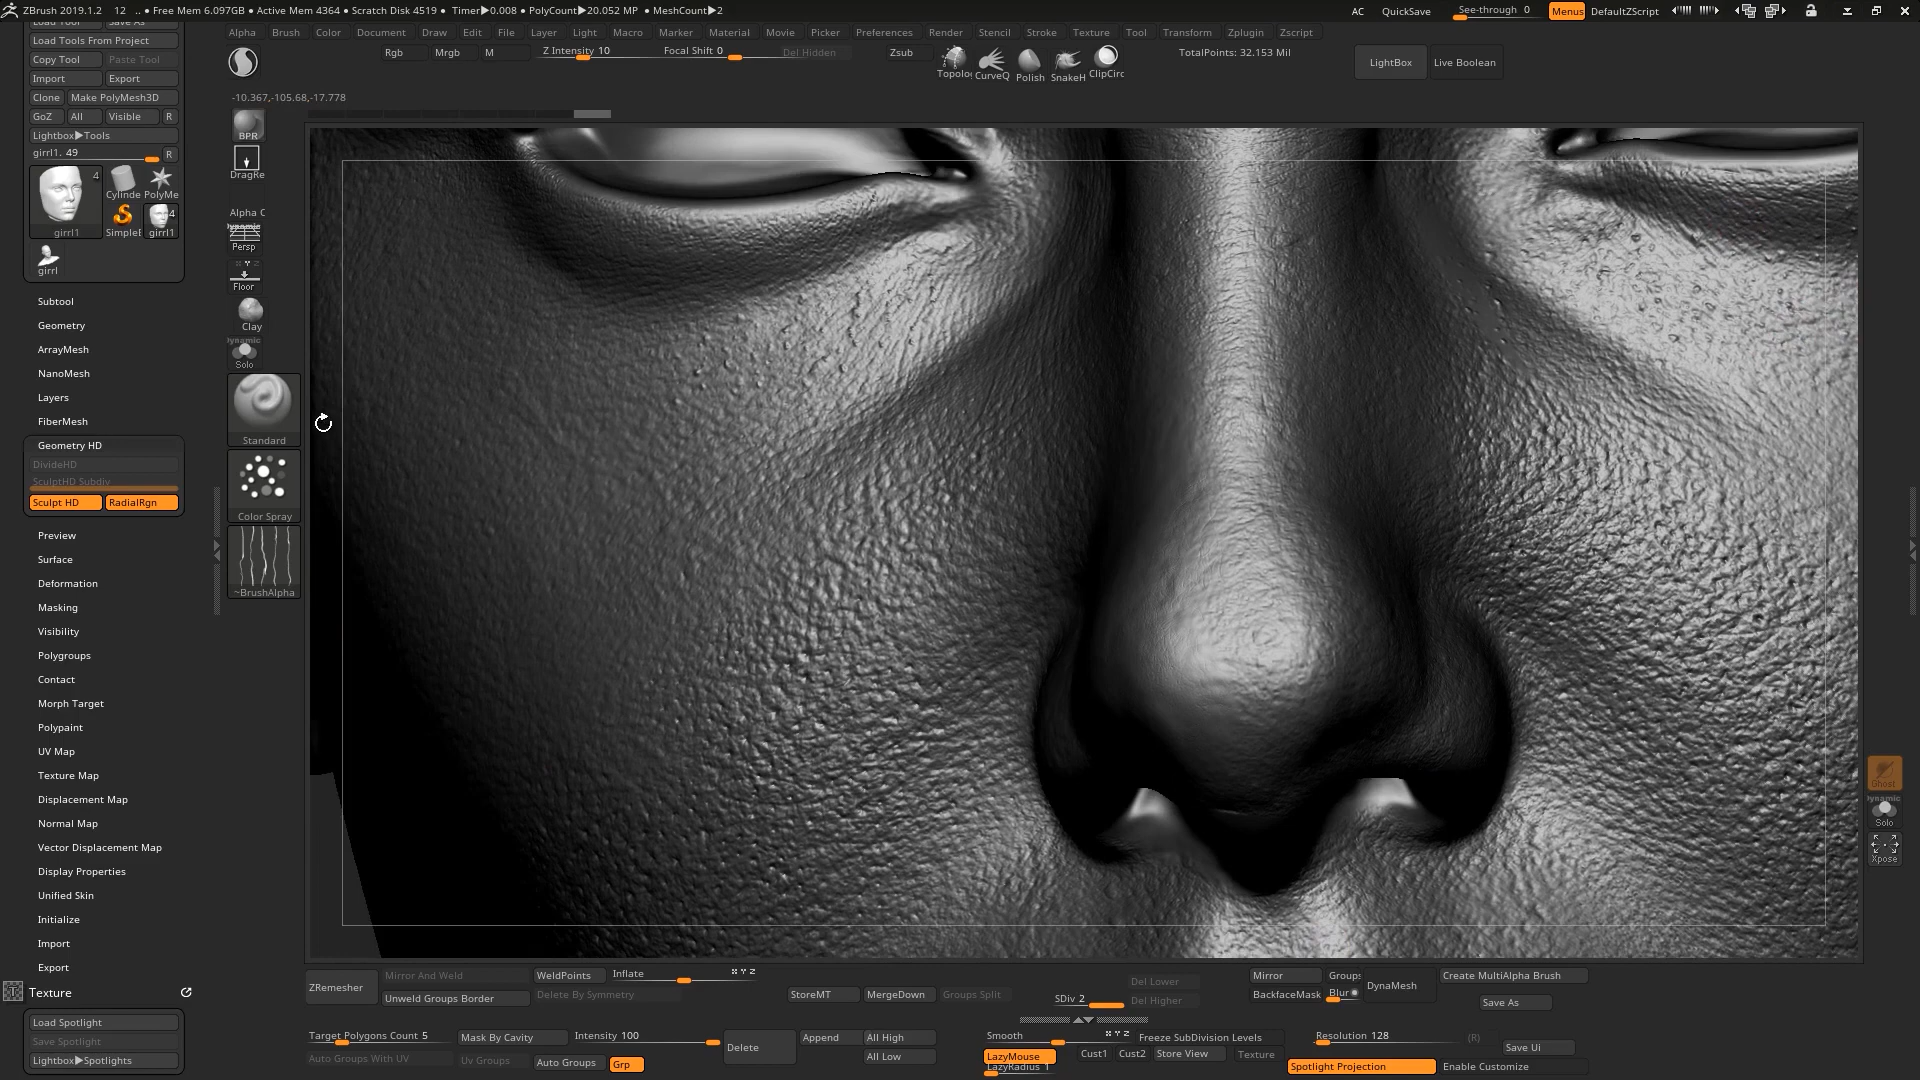 ZBrush 2019.1.2 12 .. • Free Mem 6.097GB • Active Mem 4364 • Scratch Disk 4519 • Timer▶0.008 • PolyCount▶20.052 MP • MeshCount▶2
AC QuickSave See-through 0 Menus DefaultZScript
Load Tool Save As
Alpha Brush Color Document Draw Edit File Layer Light Macro Marker Material Movie Picker Preferences Render Stencil Stroke Texture Tool Transform Zplugin Zscript
Load Tools From Project
Copy Tool Paste Tool
Import Export
Clone Make PolyMesh3D
GoZ All Visible R
Lightbox▶Tools
girrl1. 49 R
4
Cylinde PolyMe
girrl1 SimpleE 4 girrl1
girrl
Rgb Mrgb M Z Intensity 10 Focal Shift 0 Del Hidden Zsub
Topolo CurveQ Polish SnakeH ClipCirc
TotalPoints: 32.153 Mil
LightBox Live Boolean
-10.367,-105.68,-17.778
BPR
DragRe
Alpha C
Dynamic
Persp
X Y Z
Floor
Clay
Dynamic
Solo
Standard
Color Spray
~BrushAlpha
Subtool
Geometry
ArrayMesh
NanoMesh
Layers
FiberMesh
Geometry HD
DivideHD
SculptHD Subdiv
Sculpt HD RadialRgn
Preview
Surface
Deformation
Masking
Visibility
Polygroups
Contact
Morph Target
Polypaint
UV Map
Texture Map
Displacement Map
Normal Map
Vector Displacement Map
Display Properties
Unified Skin
Initialize
Import
Export
Texture
Load Spotlight
Save Spotlight
Lightbox▶Spotlights
Ghost
Dynamic
Solo
Xpose
ZRemesher Mirror And Weld WeldPoints Inflate X Y Z
Unweld Groups Border Delete By Symmetry StoreMT MergeDown Groups Split
SDiv 2 Del Lower
Del Higher
Mirror Groups Create MultiAlpha Brush
BackfaceMask Blur DynaMesh Save As
Target Polygons Count 5 Mask By Cavity Intensity 100 Delete Append All High
Auto Groups With UV Uv Groups Auto Groups Grp All Low
Smooth X Y Z Freeze SubDivision Levels Resolution 128 (R) Save Ui
LazyMouse Cust1 Cust2 Store View Texture
LazyRadius 1 Spotlight Projection Enable Customize